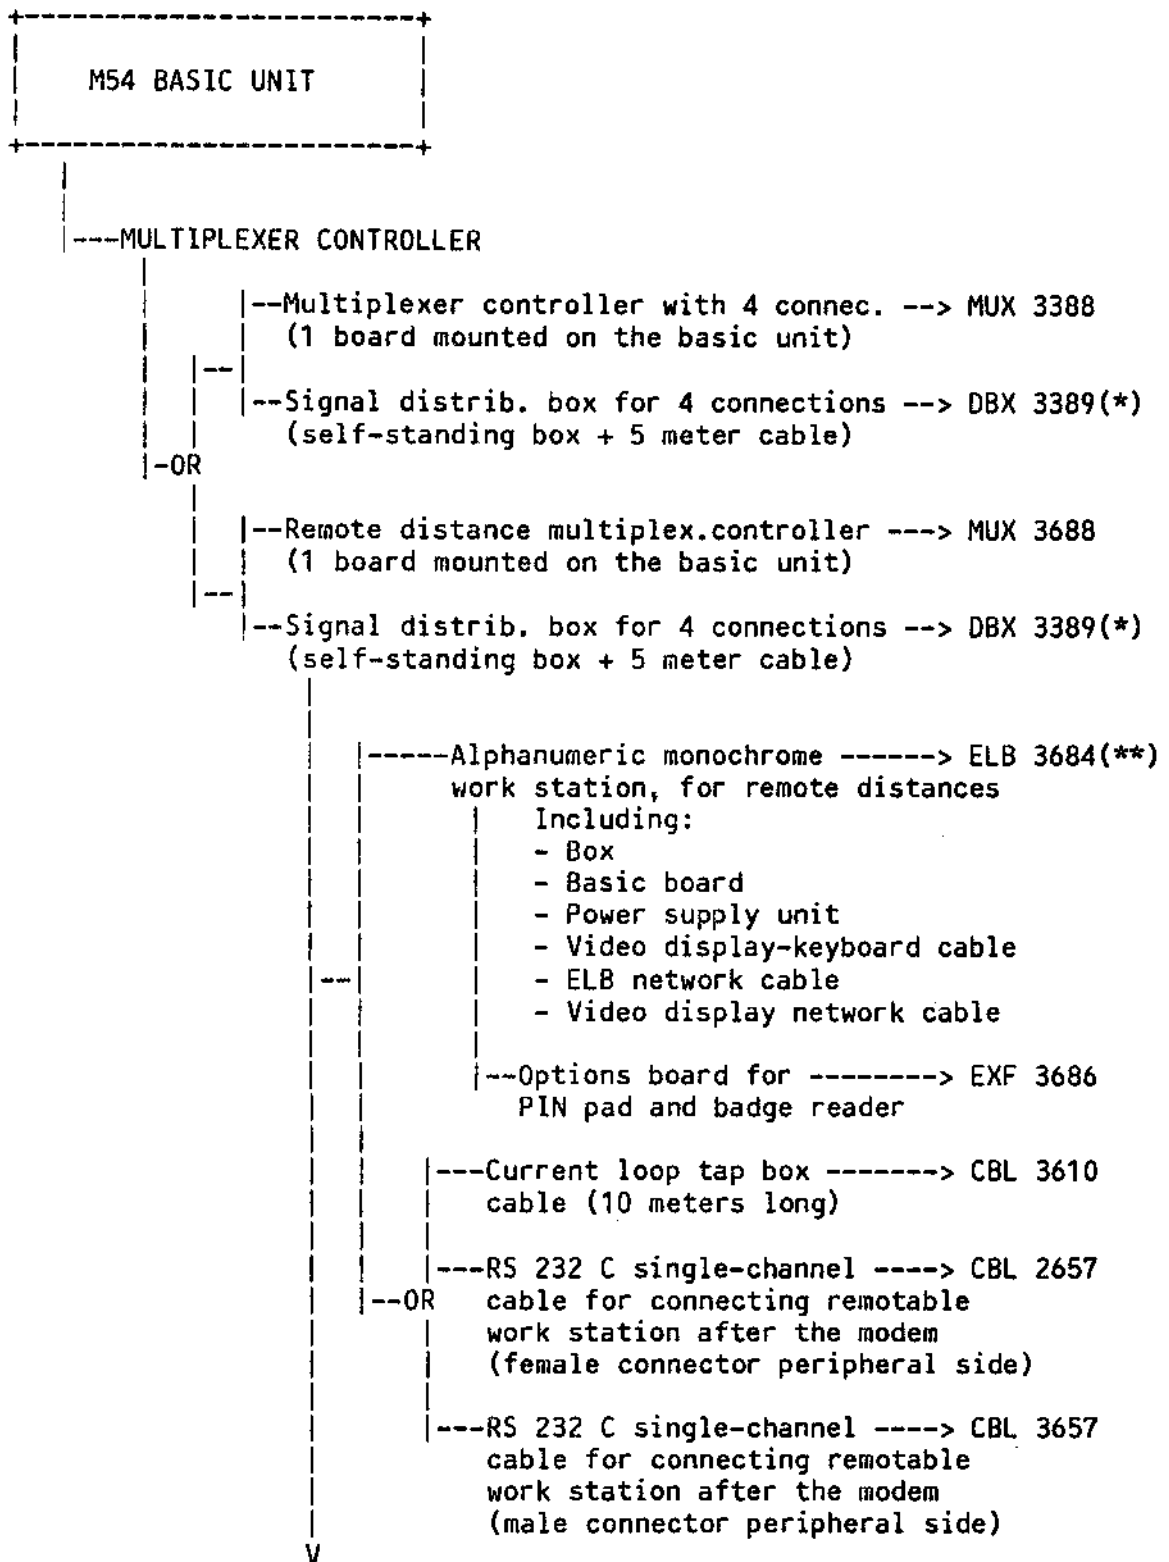 M54 BASIC UNIT
---MULTIPLEXER CONTROLLER
--Multiplexer controller with 4 connec. --> MUX 3388
(1 board mounted on the basic unit)
--Signal distrib. box for 4 connections --> DBX 3389(*)
(self-standing box + 5 meter cable)
-OR
--Remote distance multiplex.controller ---> MUX 3688
(1 board mounted on the basic unit)
--Signal distrib. box for 4 connections --> DBX 3389(*)
(self-standing box + 5 meter cable)
-----Alphanumeric monochrome ------> ELB 3684(**)
work station, for remote distances
Including:
- Box
- Basic board
- Power supply unit
- Video display-keyboard cable
- ELB network cable
- Video display network cable
--Options board for --------> EXF 3686
PIN pad and badge reader
---Current loop tap box -------> CBL 3610
cable (10 meters long)
---RS 232 C single-channel ----> CBL 2657
--OR cable for connecting remotable
work station after the modem
(female connector peripheral side)
---RS 232 C single-channel ----> CBL 3657
cable for connecting remotable
work station after the modem
(male connector peripheral side)
V